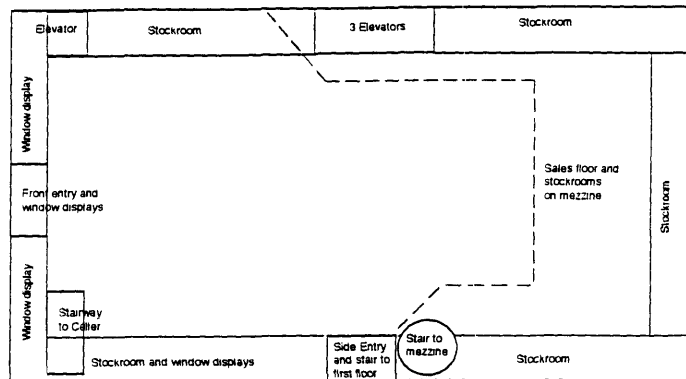 Elevator
Stockroom
3 Elevators
Stockroom
Window display
Front entry and
window displays
Sales floor and
stockrooms
on mezzine
Stockroom
Window display
Stairway
to Celler
Stockroom and window displays
Side Entry
and stair to
first floor
Stair to
mezzine
Stockroom